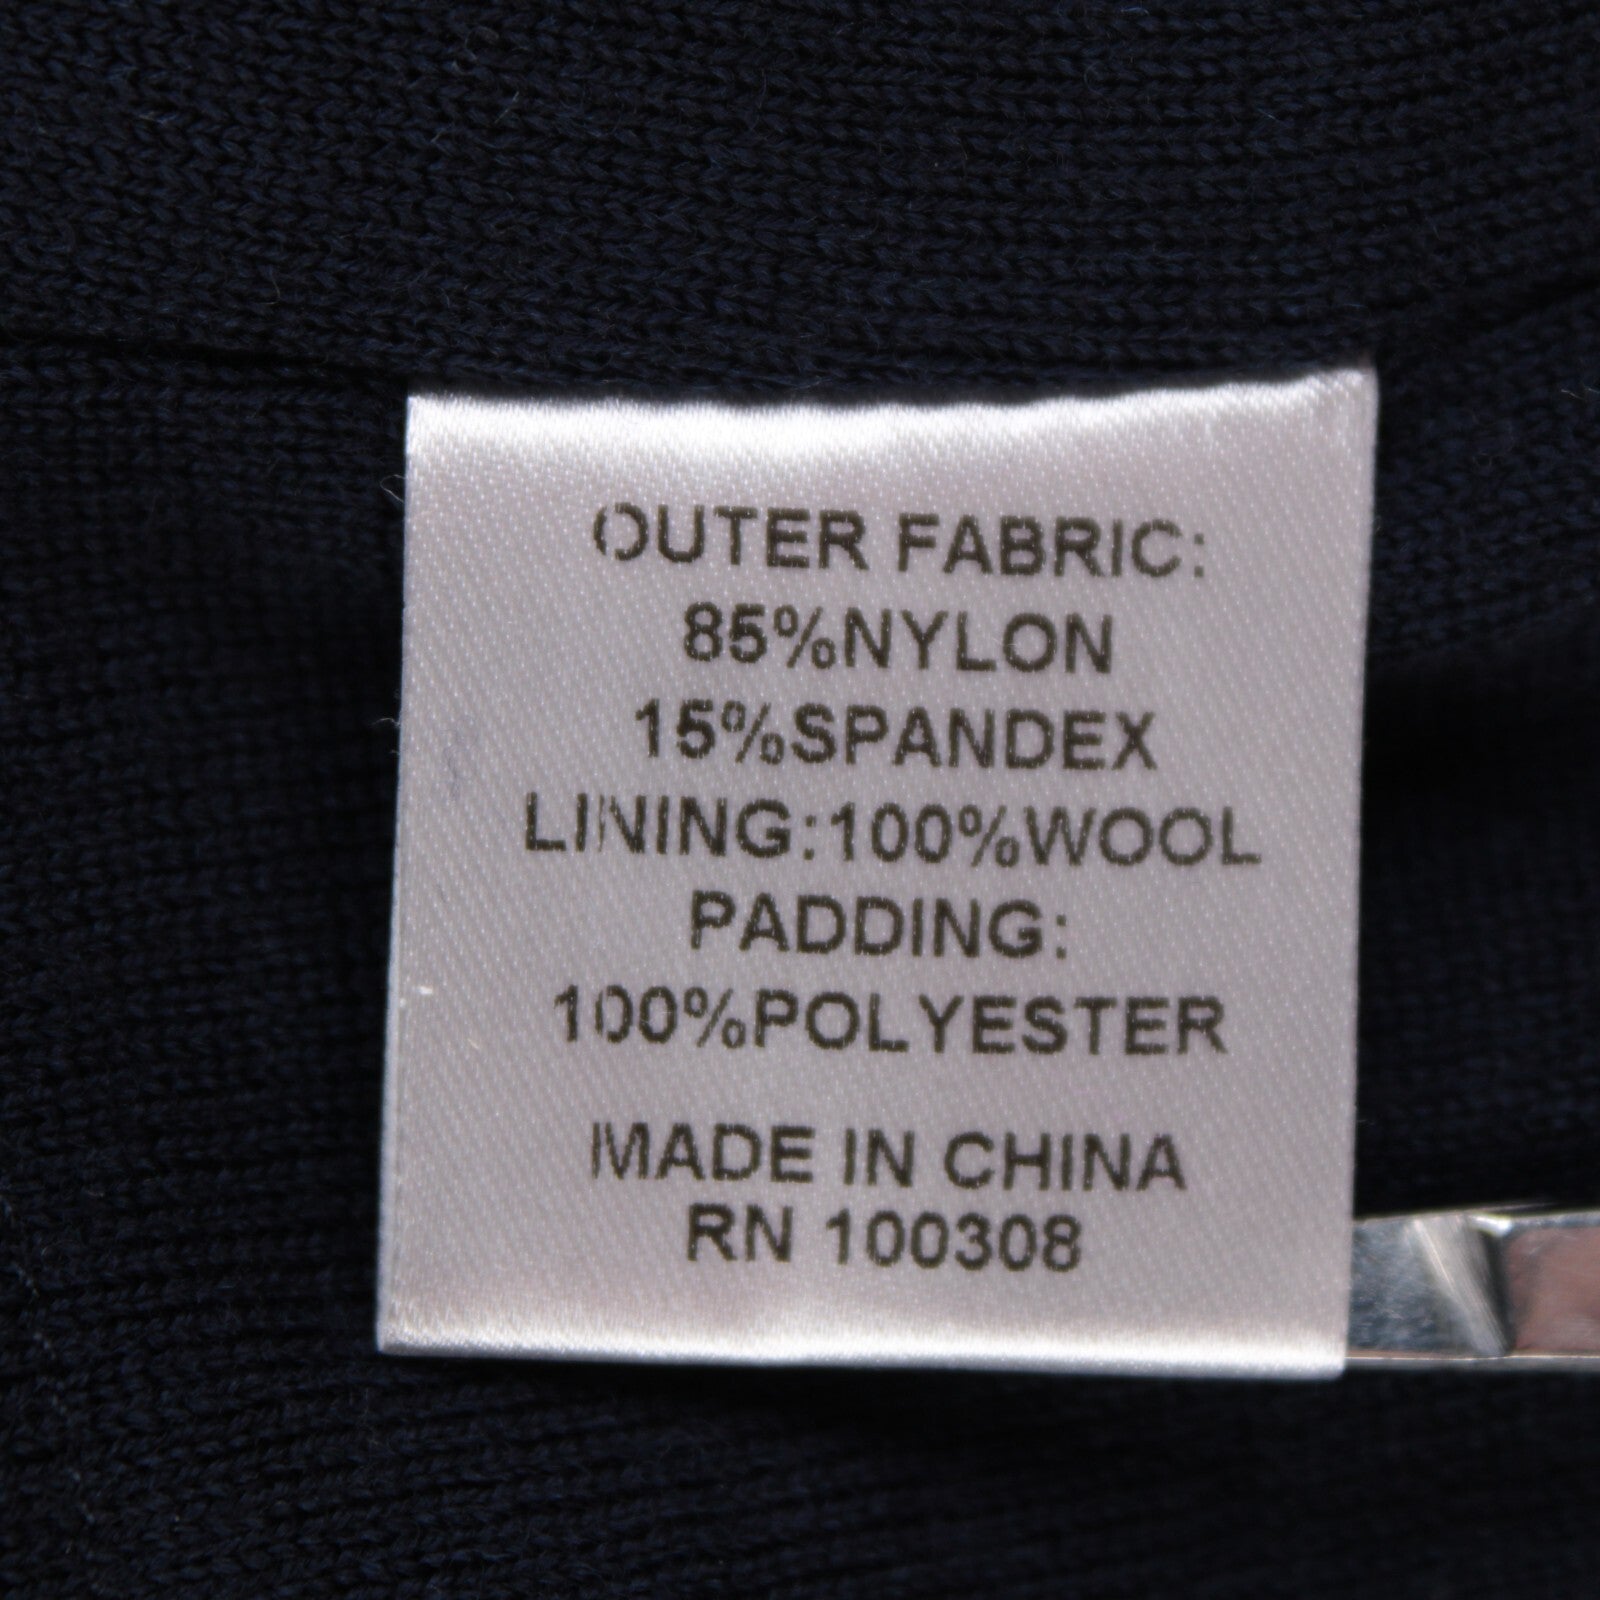 OUTER FABRIC:
85%NYLON
15%SPANDEX
LINING:100%WOOL
PADDING:
100%POLYESTER
MADE IN CHINA
RN 100308